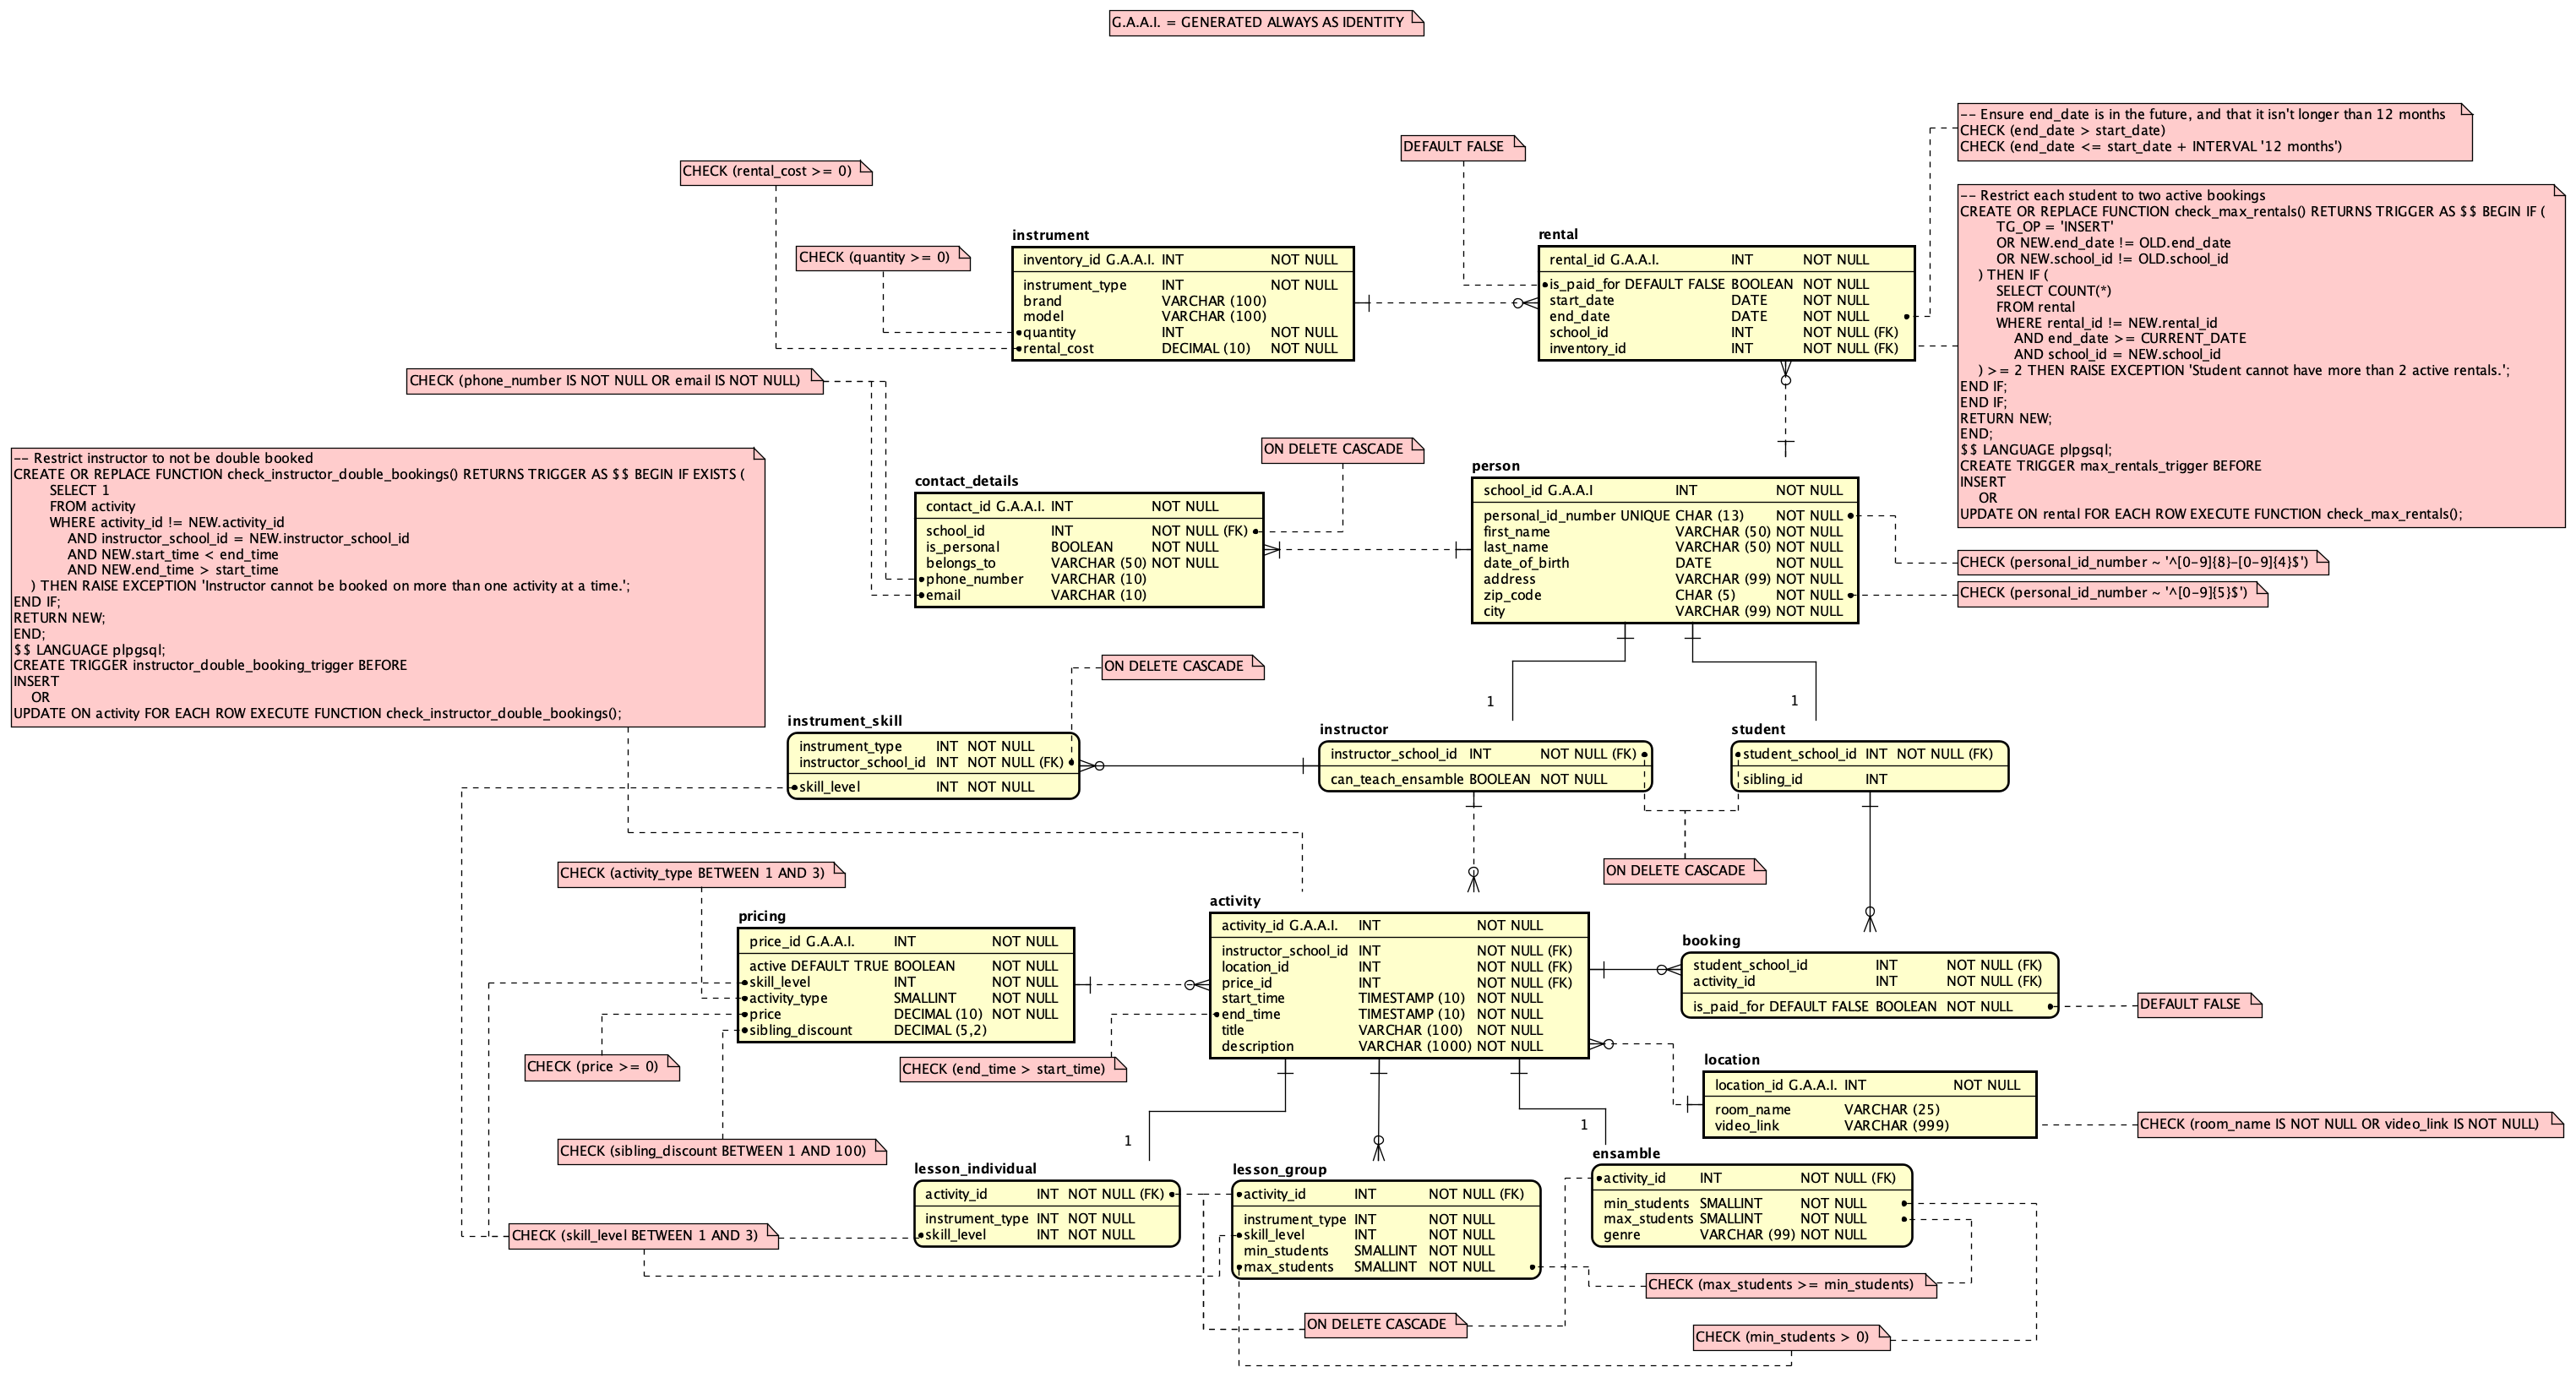 G.A.A.I. = GENERATED ALWAYS AS IDENTITY
-- Ensure end_date is in the future, and that it isn't longer than 12 months
CHECK (end_date > start_date)
CHECK (end_date <= start_date + INTERVAL '12 months')
DEFAULT FALSE
CHECK (rental_cost >= 0)
CHECK (quantity >= 0)
-- Restrict each student to two active bookings
CREATE OR REPLACE FUNCTION check_max_rentals() RETURNS TRIGGER AS $$ BEGIN IF (
TG_OP = 'INSERT'
OR NEW.end_date != OLD.end_date
OR NEW.school_id != OLD.school_id
) THEN IF (
SELECT COUNT(*)
FROM rental
WHERE rental_id != NEW.rental_id
AND end_date >= CURRENT_DATE
AND school_id = NEW.school_id
) >= 2 THEN RAISE EXCEPTION 'Student cannot have more than 2 active rentals.';
END IF;
END IF;
RETURN NEW;
END;
$$ LANGUAGE plpgsql;
CREATE TRIGGER max_rentals_trigger BEFORE
INSERT
OR
UPDATE ON rental FOR EACH ROW EXECUTE FUNCTION check_max_rentals();
instrument
inventory_id G.A.A.I. INT NOT NULL
instrument_type INT NOT NULL
brand VARCHAR (100)
model VARCHAR (100)
quantity INT NOT NULL
rental_cost DECIMAL (10) NOT NULL
rental
rental_id G.A.A.I. INT NOT NULL
is_paid_for DEFAULT FALSE BOOLEAN NOT NULL
start_date DATE NOT NULL
end_date DATE NOT NULL
school_id INT NOT NULL (FK)
inventory_id INT NOT NULL (FK)
CHECK (phone_number IS NOT NULL OR email IS NOT NULL)
-- Restrict instructor to not be double booked
CREATE OR REPLACE FUNCTION check_instructor_double_bookings() RETURNS TRIGGER AS $$ BEGIN IF EXISTS (
SELECT 1
FROM activity
WHERE activity_id != NEW.activity_id
AND instructor_school_id = NEW.instructor_school_id
AND NEW.start_time < end_time
AND NEW.end_time > start_time
) THEN RAISE EXCEPTION 'Instructor cannot be booked on more than one activity at a time.';
END IF;
RETURN NEW;
END;
$$ LANGUAGE plpgsql;
CREATE TRIGGER instructor_double_booking_trigger BEFORE
INSERT
OR
UPDATE ON activity FOR EACH ROW EXECUTE FUNCTION check_instructor_double_bookings();
ON DELETE CASCADE
contact_details
contact_id G.A.A.I. INT NOT NULL
school_id INT NOT NULL (FK)
is_personal BOOLEAN NOT NULL
belongs_to VARCHAR (50) NOT NULL
phone_number VARCHAR (10)
email VARCHAR (10)
person
school_id G.A.A.I INT NOT NULL
personal_id_number UNIQUE CHAR (13) NOT NULL
first_name VARCHAR (50) NOT NULL
last_name VARCHAR (50) NOT NULL
date_of_birth DATE NOT NULL
address VARCHAR (99) NOT NULL
zip_code CHAR (5) NOT NULL
city VARCHAR (99) NOT NULL
CHECK (personal_id_number ~ '^[0-9]{8}-[0-9]{4}$')
CHECK (personal_id_number ~ '^[0-9]{5}$')
ON DELETE CASCADE
1
1
instrument_skill
instrument_type INT NOT NULL
instructor_school_id INT NOT NULL (FK)
skill_level INT NOT NULL
instructor
instructor_school_id INT NOT NULL (FK)
can_teach_ensamble BOOLEAN NOT NULL
student
student_school_id INT NOT NULL (FK)
sibling_id INT
ON DELETE CASCADE
CHECK (activity_type BETWEEN 1 AND 3)
pricing
price_id G.A.A.I. INT NOT NULL
active DEFAULT TRUE BOOLEAN NOT NULL
skill_level INT NOT NULL
activity_type SMALLINT NOT NULL
price DECIMAL (10) NOT NULL
sibling_discount DECIMAL (5,2)
activity
activity_id G.A.A.I. INT NOT NULL
instructor_school_id INT NOT NULL (FK)
location_id INT NOT NULL (FK)
price_id INT NOT NULL (FK)
start_time TIMESTAMP (10) NOT NULL
end_time TIMESTAMP (10) NOT NULL
title VARCHAR (100) NOT NULL
description VARCHAR (1000) NOT NULL
booking
student_school_id INT NOT NULL (FK)
activity_id INT NOT NULL (FK)
is_paid_for DEFAULT FALSE BOOLEAN NOT NULL
DEFAULT FALSE
CHECK (price >= 0)
CHECK (end_time > start_time)
location
location_id G.A.A.I. INT NOT NULL
room_name VARCHAR (25)
video_link VARCHAR (999)
CHECK (room_name IS NOT NULL OR video_link IS NOT NULL)
CHECK (sibling_discount BETWEEN 1 AND 100)
1
1
lesson_individual
activity_id INT NOT NULL (FK)
instrument_type INT NOT NULL
skill_level INT NOT NULL
lesson_group
activity_id INT NOT NULL (FK)
instrument_type INT NOT NULL
skill_level INT NOT NULL
min_students SMALLINT NOT NULL
max_students SMALLINT NOT NULL
ensamble
activity_id INT NOT NULL (FK)
min_students SMALLINT NOT NULL
max_students SMALLINT NOT NULL
genre VARCHAR (99) NOT NULL
CHECK (skill_level BETWEEN 1 AND 3)
CHECK (max_students >= min_students)
ON DELETE CASCADE
CHECK (min_students > 0)